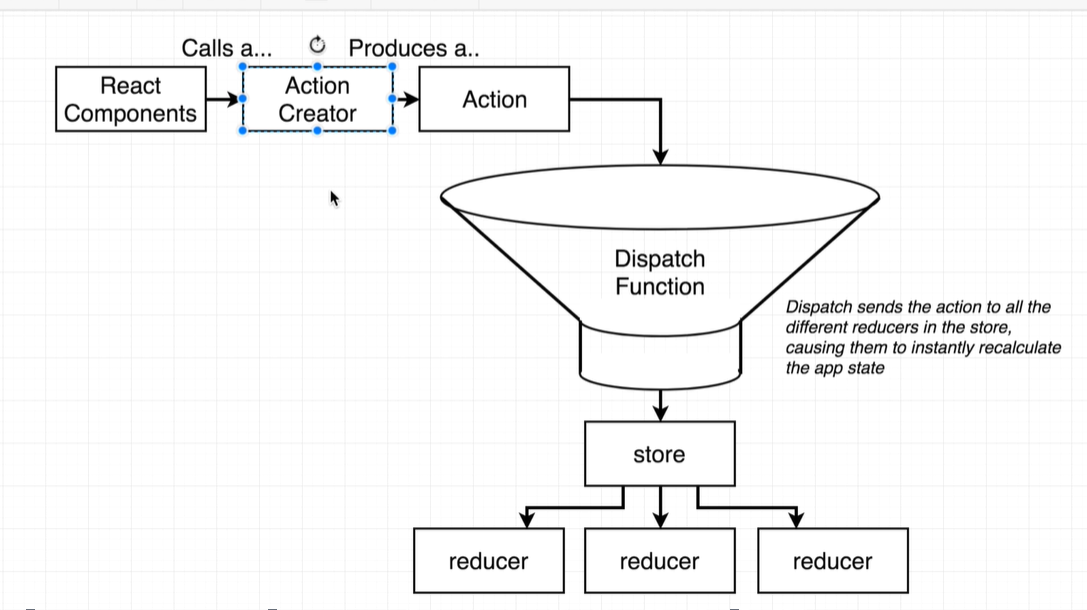 Calls a...
Produces a..
React
Components
Action
Creator
Action
Dispatch
Function
Dispatch sends the action to all the
different reducers in the store,
causing them to instantly recalculate
the app state
store
reducer
reducer
reducer